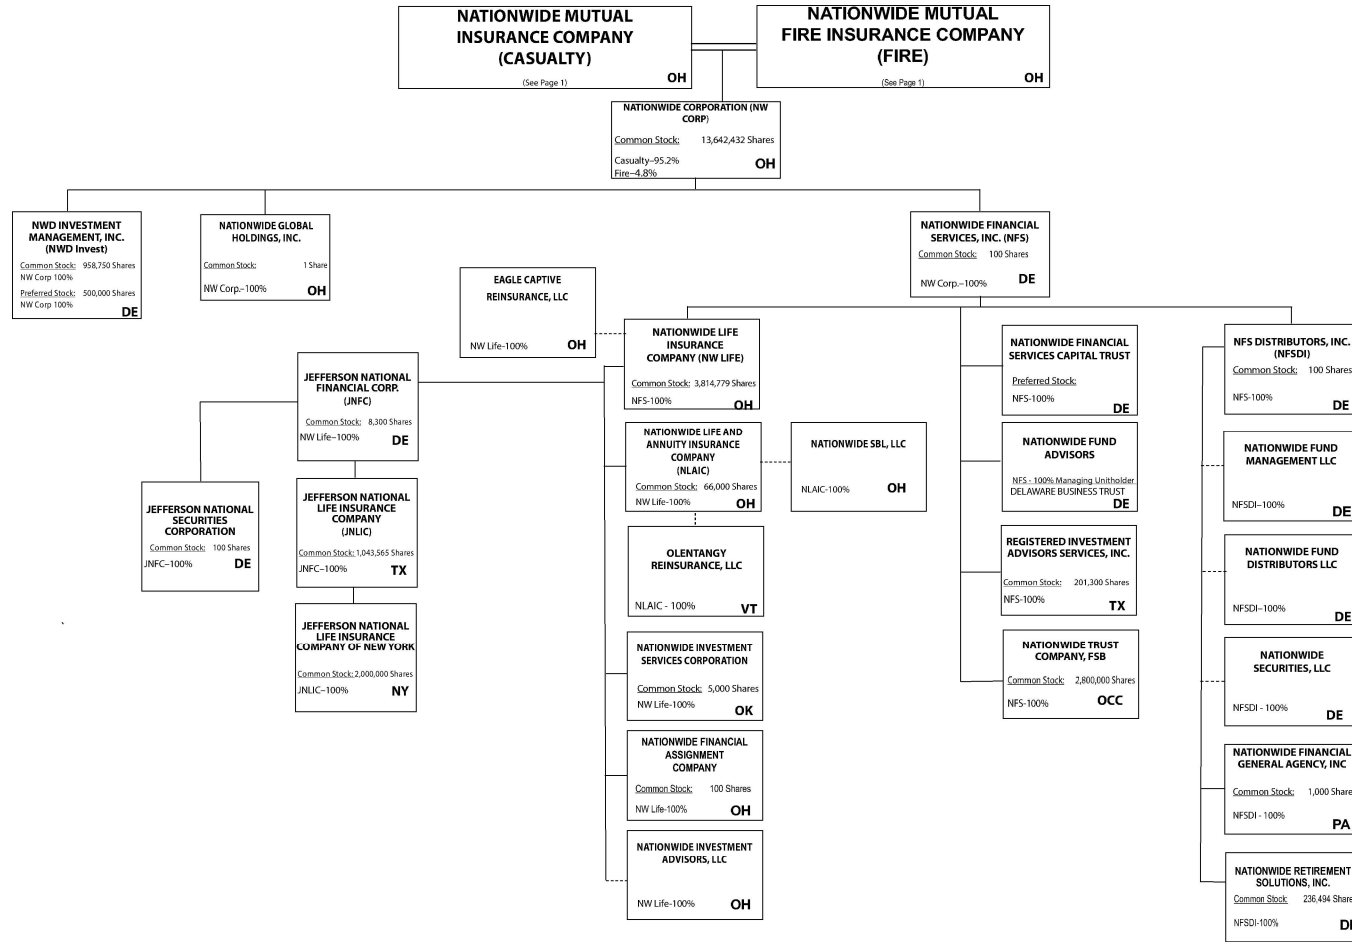 NATIONWIDE MUTUAL
INSURANCE COMPANY
(CASUALTY)
(See Page 1)
OH
NATIONWIDE MUTUAL
FIRE INSURANCE COMPANY
(FIRE)
(See Page 1)
OH
NATIONWIDE CORPORATION (NW
CORP)
Common Stock: 13,642,432 Shares
Casualty–95.2%
OH
Fire–4.8%
NWD INVESTMENT
MANAGEMENT, INC.
(NWD Invest)
Common Stock: 958,750 Shares
NW Corp 100%
Preferred Stock: 500,000 Shares
NW Corp 100%
DE
NATIONWIDE GLOBAL
HOLDINGS, INC.
Common Stock: 1 Share
NW Corp.–100%
OH
NATIONWIDE FINANCIAL
SERVICES, INC. (NFS)
Common Stock: 100 Shares
NW Corp.–100%
DE
EAGLE CAPTIVE
REINSURANCE, LLC
NW Life-100%
OH
NATIONWIDE LIFE
INSURANCE
COMPANY (NW LIFE)
Common Stock: 3,814,779 Shares
NFS-100%
OH
JEFFERSON NATIONAL
FINANCIAL CORP.
(JNFC)
Common Stock: 8,300 Shares
NW Life–100%
DE
JEFFERSON NATIONAL
SECURITIES
CORPORATION
Common Stock: 100 Shares
JNFC–100%
DE
JEFFERSON NATIONAL
LIFE INSURANCE
COMPANY
(JNLIC)
Common Stock: 1,043,565 Shares
JNFC–100%
TX
JEFFERSON NATIONAL
LIFE INSURANCE
COMPANY OF NEW YORK
Common Stock: 2,000,000 Shares
JNLIC–100%
NY
NATIONWIDE LIFE AND
ANNUITY INSURANCE
COMPANY
(NLAIC)
Common Stock: 66,000 Shares
NW Life-100%
OH
NATIONWIDE SBL, LLC
NLAIC-100%
OH
OLENTANGY
REINSURANCE, LLC
NLAIC - 100%
VT
NATIONWIDE INVESTMENT
SERVICES CORPORATION
Common Stock: 5,000 Shares
NW Life-100%
OK
NATIONWIDE FINANCIAL
ASSIGNMENT
COMPANY
Common Stock: 100 Shares
NW Life-100%
OH
NATIONWIDE INVESTMENT
ADVISORS, LLC
NW Life-100%
OH
NATIONWIDE FINANCIAL
SERVICES CAPITAL TRUST
Preferred Stock:
NFS-100%
DE
NATIONWIDE FUND
ADVISORS
NFS - 100% Managing Unitholder
DELAWARE BUSINESS TRUST
DE
REGISTERED INVESTMENT
ADVISORS SERVICES, INC.
Common Stock: 201,300 Shares
NFS-100%
TX
NATIONWIDE TRUST
COMPANY, FSB
Common Stock: 2,800,000 Shares
NFS-100%
OCC
NFS DISTRIBUTORS, INC.
(NFSDI)
Common Stock: 100 Shares
NFS-100%
DE
NATIONWIDE FUND
MANAGEMENT LLC
NFSDI–100%
DE
NATIONWIDE FUND
DISTRIBUTORS LLC
NFSDI–100%
DE
NATIONWIDE
SECURITIES, LLC
NFSDI - 100%
DE
NATIONWIDE FINANCIAL
GENERAL AGENCY, INC
Common Stock: 1,000 Share
NFSDI - 100%
PA
NATIONWIDE RETIREMENT
SOLUTIONS, INC.
Common Stock: 236,494 Share
NFSDI-100%